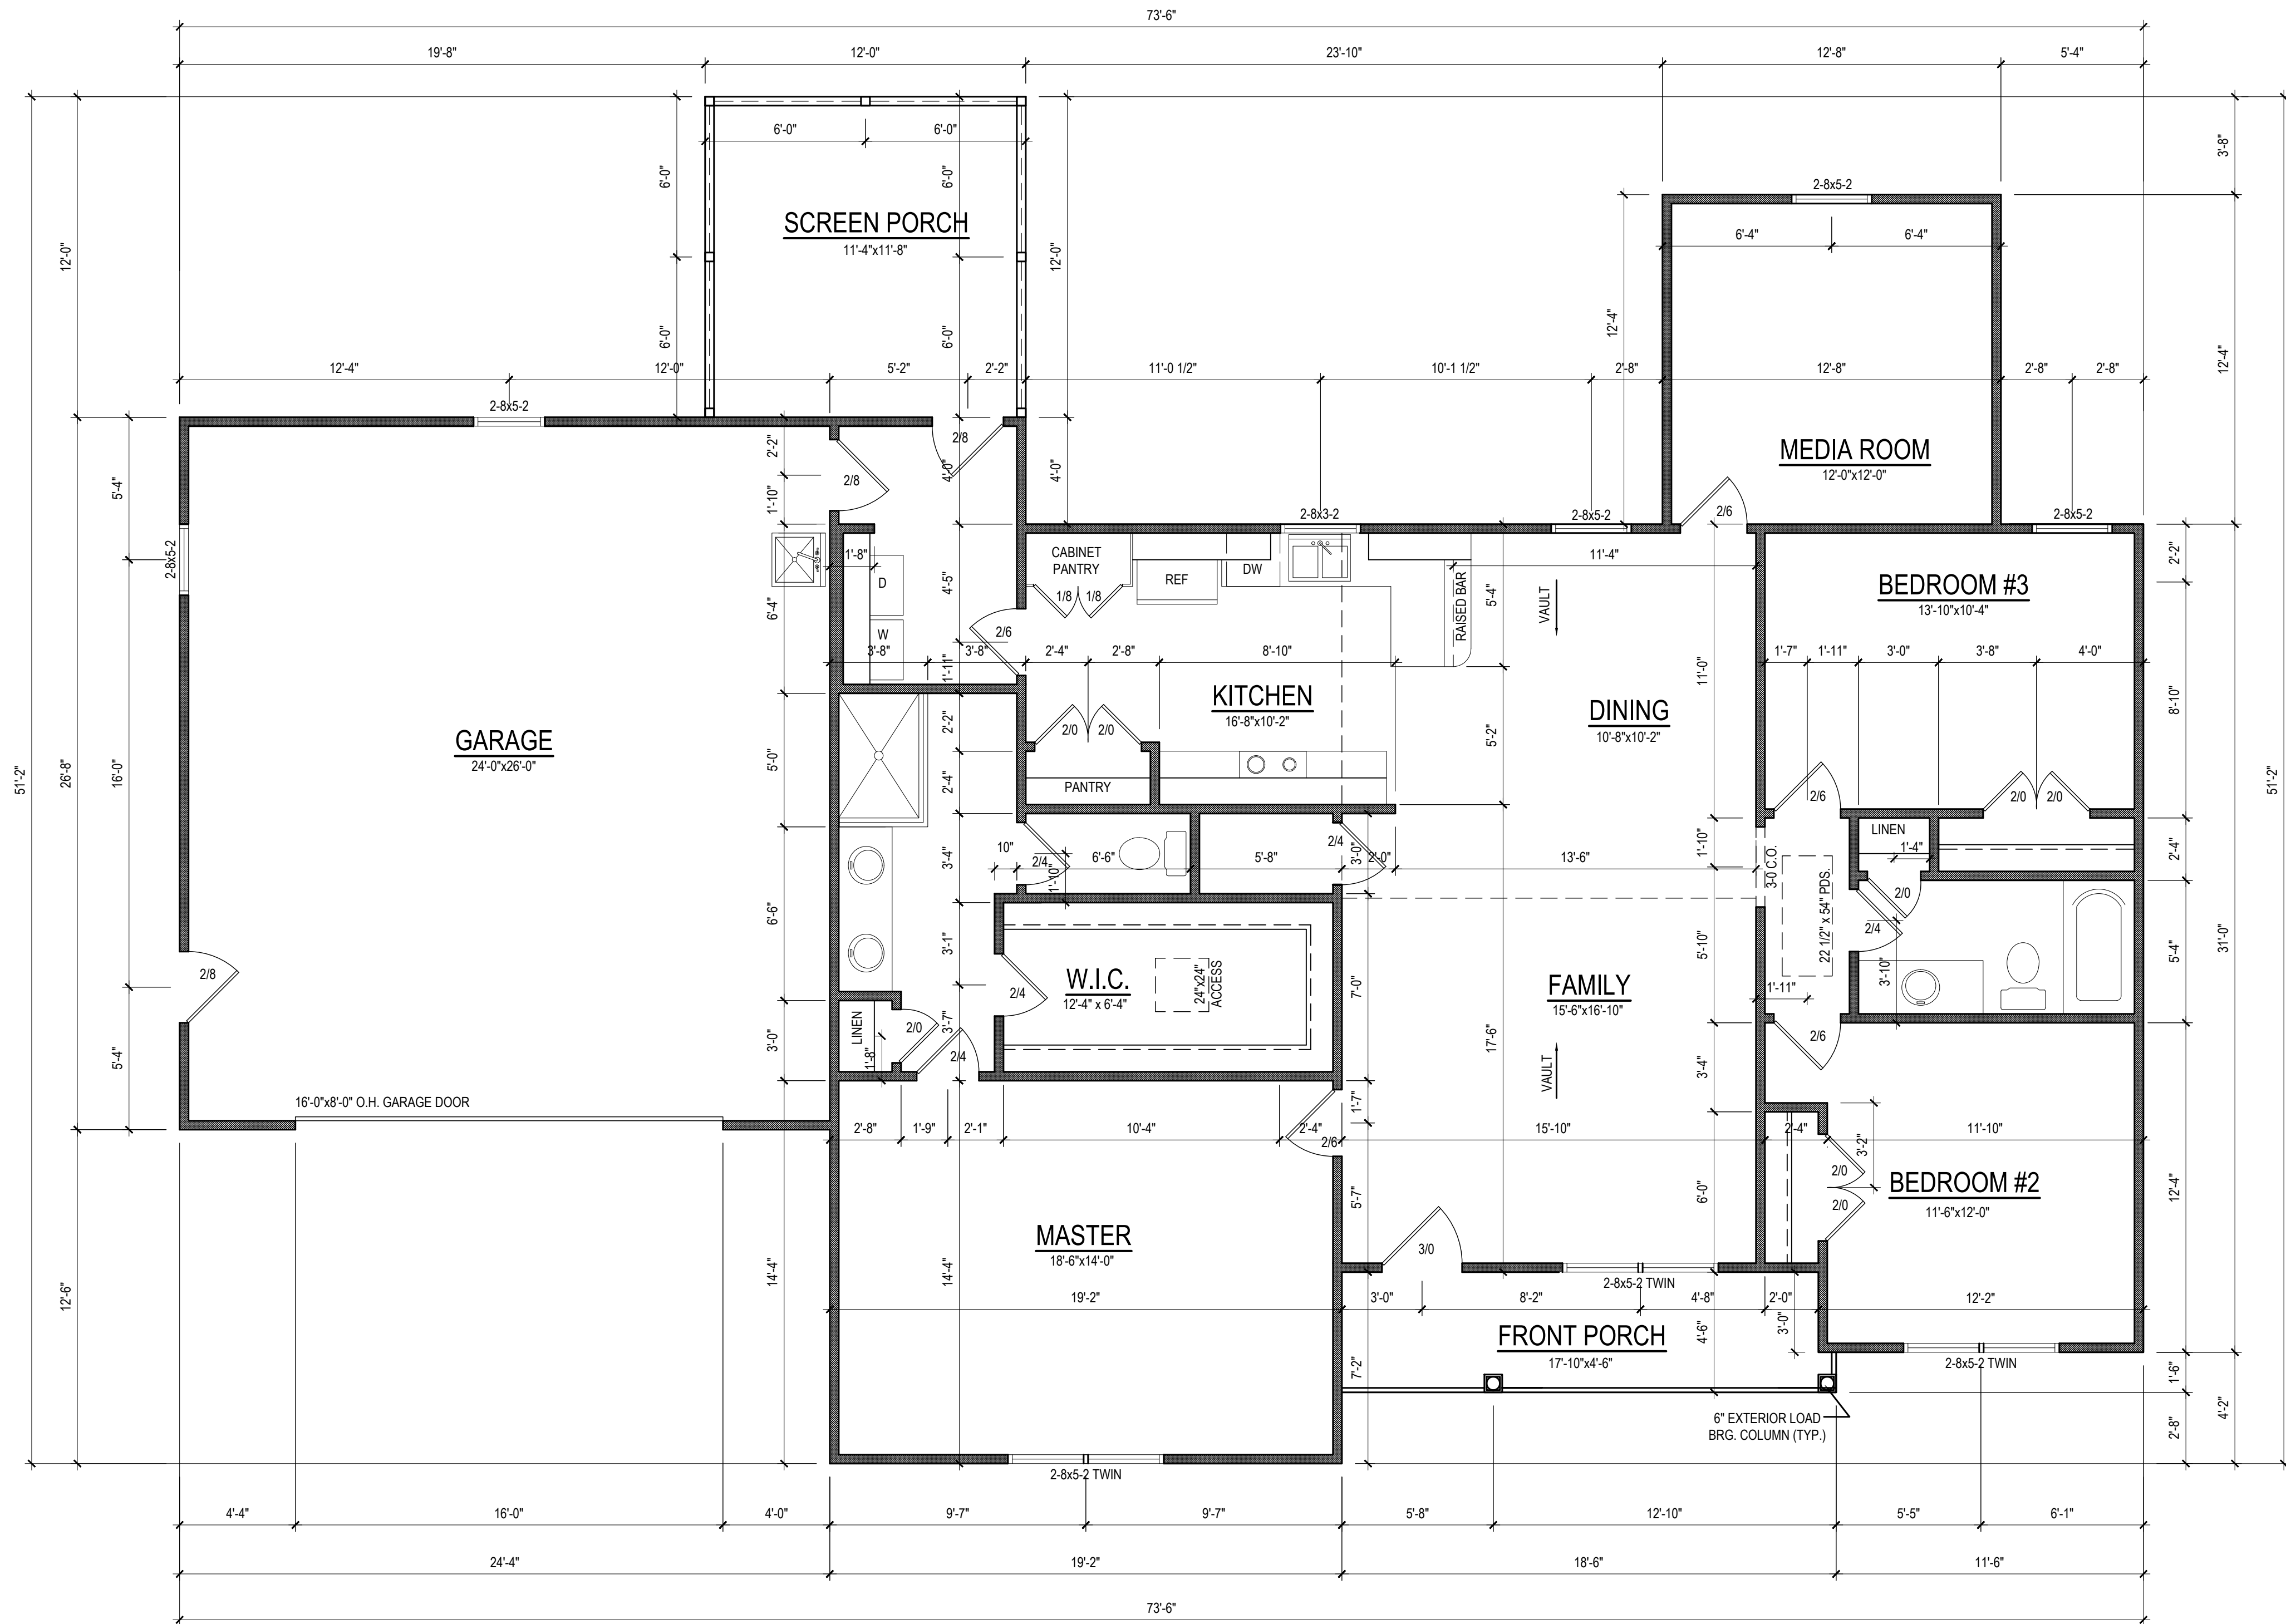 73'-6"
19'-8" 12'-0" 23'-10" 12'-8" 5'-4"
6'-0" 6'-0"
3'-8"
6'-0" 6'-0"
2-8x5-2
SCREEN PORCH
11'-4"x11'-8"
6'-4" 6'-4"
12'-0" 12'-0"
6'-0" 6'-0"
12'-4" 12'-4"
12'-4" 12'-0" 5'-2" 2'-2" 11'-0 1/2" 10'-1 1/2" 2'-8" 12'-8" 2'-8" 2'-8"
2-8x5-2
2/8
2'-2"
MEDIA ROOM
12'-0"x12'-0"
4'-0" 4'-0"
2/8
5'-4"
1'-10"
2-8x3-2 2-8x5-2 2/6 2-8x5-2
2-8x5-2
1'-8"
CABINET
PANTRY
REF
DW
11'-4"
2'-2"
D
4'-5"
1/8 1/8
RAISED BAR
5'-4"
VAULT
BEDROOM #3
13'-10"x10'-4"
6'-4"
W
2/6
3'-8" 3'-8" 2'-4" 2'-8" 8'-10"
1'-7" 1'-11" 3'-0" 3'-8" 4'-0"
1'-11"
11'-0"
KITCHEN
16'-8"x10'-2"
8'-10"
DINING
10'-8"x10'-2"
2'-2"
2/0 2/0
5'-2"
GARAGE
24'-0"x26'-0"
51'-2"
26'-8"
16'-0"
5'-0"
2'-4"
PANTRY
51'-2"
2/6
2/0 2/0
LINEN
10"
2/4
6'-6"
5'-8"
2/4
3'-0"
2'-0"
13'-6"
1'-10"
3-0 C.O.
1'-4"
2'-4"
3'-4"
1'-10"
22 1/2" x 54" PDS.
2/0
6'-6"
3'-1"
2/4
5'-10"
31'-0"
5'-4"
2/8
W.I.C.
12'-4" x 6'-4"
24"x24"
ACCESS
7'-0"
FAMILY
15'-6"x16'-10"
3'-10"
1'-11"
2/4
LINEN
2/0
3'-7"
1'-8"
2/4
3'-0"
17'-6"
2/6
5'-4"
VAULT
3'-4"
16'-0"x8'-0" O.H. GARAGE DOOR
1'-7"
2'-8" 1'-9" 2'-1" 10'-4" 2'-4" 15'-10" 2'-4" 11'-10"
2/6
3'-2"
2/0
5'-7"
6'-0"
BEDROOM #2
11'-6"x12'-0"
2/0
12'-4"
MASTER
18'-6"x14'-0"
3/0
14'-4" 14'-4"
12'-6"
2-8x5-2 TWIN
19'-2" 3'-0" 8'-2" 4'-8" 2'-0" 12'-2"
3'-0"
4'-6"
FRONT PORCH
17'-10"x4'-6"
7'-2"
2-8x5-2 TWIN
1'-6"
4'-2"
6" EXTERIOR LOAD
BRG. COLUMN (TYP.)
2'-8"
2-8x5-2 TWIN
4'-4" 16'-0" 4'-0" 9'-7" 9'-7" 5'-8" 12'-10" 5'-5" 6'-1"
24'-4" 19'-2" 18'-6" 11'-6"
73'-6"